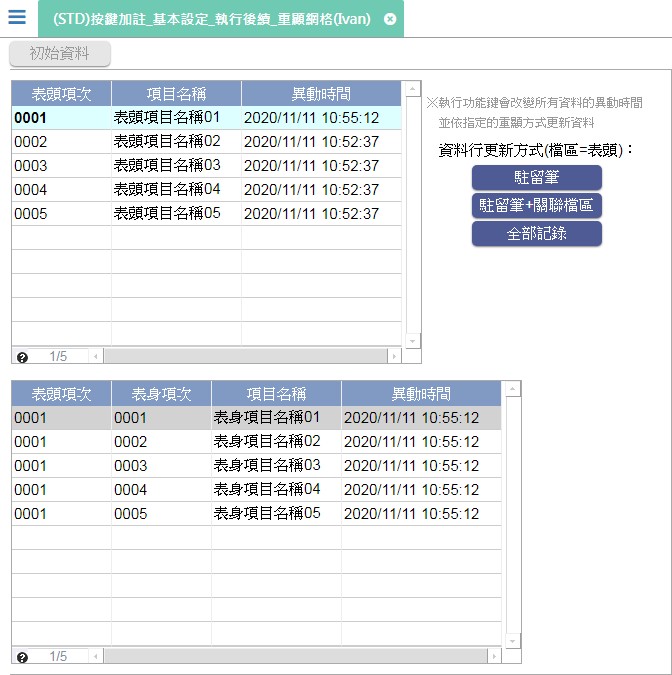 (STD)按鍵加註_基本設定_執行後續_重顯網格(Ivan)
初始資料
表頭項次 項目名稱 異動時間
0001 表頭項目名稱01 2020/11/11 10:55:12
0002 表頭項目名稱02 2020/11/11 10:52:37
0003 表頭項目名稱03 2020/11/11 10:52:37
0004 表頭項目名稱04 2020/11/11 10:52:37
0005 表頭項目名稱05 2020/11/11 10:52:37
1/5
※執行功能鍵會改變所有資料的異動時間
並依指定的重顯方式更新資料
資料行更新方式(檔區=表頭)：
駐留筆
駐留筆+關聯檔區
全部記錄
表頭項次 表身項次 項目名稱 異動時間
0001 0001 表身項目名稱01 2020/11/11 10:55:12
0001 0002 表身項目名稱02 2020/11/11 10:55:12
0001 0003 表身項目名稱03 2020/11/11 10:55:12
0001 0004 表身項目名稱04 2020/11/11 10:55:12
0001 0005 表身項目名稱05 2020/11/11 10:55:12
1/5